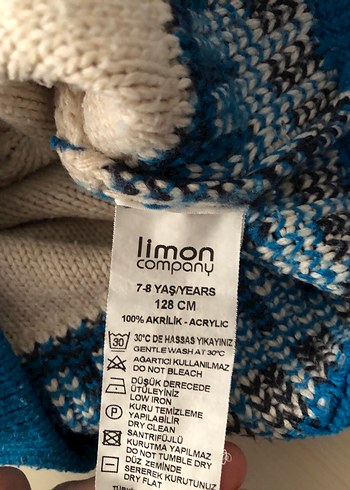 limon
company
7-8 YAŞ/YEARS
128 CM
100% AKRİLİK - ACRYLIC
30 30°C DE HASSAS YIKAYINIZ
GENTLE WASH AT 30°C
AĞARTICI KULLANILMAZ
DO NOT BLEACH
DÜŞÜK DERECEDE
ÜTÜLEYİNİZ
LOW IRON
P KURU TEMİZLEME
YAPILABİLİR
DRY CLEAN
SANTRIFÜJLÜ
KURUTMA YAPILMAZ
DO NOT TUMBLE DRY
DÜZ ZEMİNDE
SEREREK KURUTUNUZ
DRY FLAT